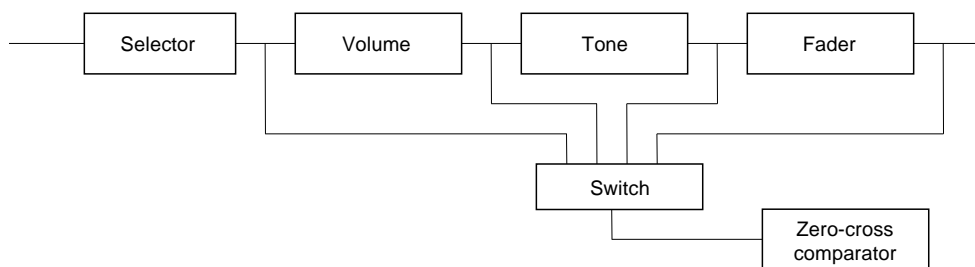 Selector
Volume
Tone
Fader
Switch
Zero-cross
comparator